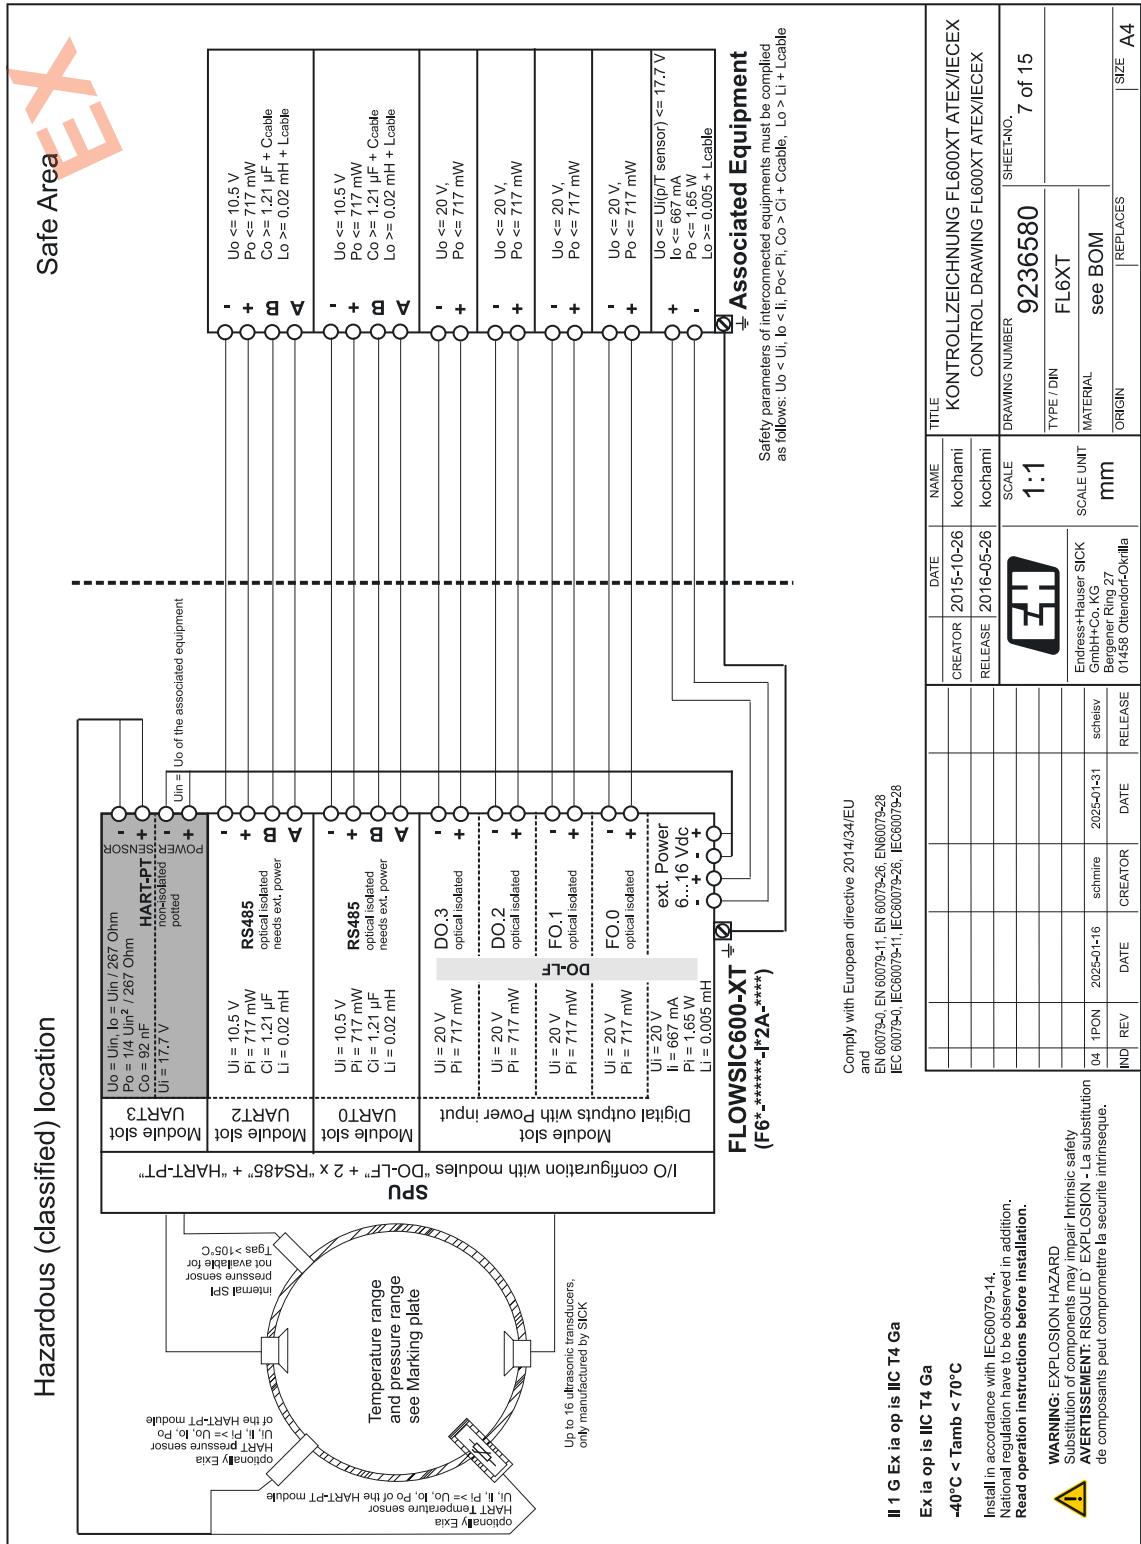 Hazardous (classified) location
Safe Area
EX
optionally Exia
HART Temperature sensor
Ui, Ii, Pi >= Uo, Io, Po of the HART-PT module
optionally Exia
HART pressure sensor
Ui, Ii, Pi >= Uo, Io, Po
of the HART-PT module
internal SPI
pressure sensor
not available for
Tgas >105°C
Temperature range
and pressure range
see Marking plate
Up to 16 ultrasonic transducers,
only manufactured by SICK
SPU
I/O configuration with modules "DO-LF" + 2 x "RS485" + "HART-PT"
Module slot
UART3
Uo = Uin, Io = Uin / 267 Ohm
Po = 1/4 Uin² / 267 Ohm
Co = 92 nF
Ui = 17.7 V
HART-PT
non-isolated
potted
SENSOR
POWER
-
+
-
+
Uin = Uo of the associated equipment
Module slot
UART2
Ui = 10.5 V
Pi = 717 mW
Ci = 1.21 µF
Li = 0.02 mH
RS485
optical isolated
needs ext. power
-
+
B
A
Module slot
UART0
Ui = 10.5 V
Pi = 717 mW
Ci = 1.21 µF
Li = 0.02 mH
RS485
optical isolated
needs ext. power
-
+
B
A
Module slot
Digital outputs with Power input
DO-LF
Ui = 20 V
Pi = 717 mW
DO.3
optical isolated
-
+
Ui = 20 V
Pi = 717 mW
DO.2
optical isolated
-
+
Ui = 20 V
Pi = 717 mW
FO.1
optical isolated
-
+
Ui = 20 V
Pi = 717 mW
FO.0
optical isolated
-
+
Ui = 20 V
Ii = 667 mA
Pi = 1.65 W
Li = 0.005 mH
ext. Power
6...16 Vdc
- + - +
FLOWSIC600-XT
(F6*-******-I*2A-****)
-
+
B
A
Uo <= 10.5 V
Po <= 717 mW
Co >= 1.21 µF + Ccable
Lo >= 0.02 mH + Lcable
-
+
B
A
Uo <= 10.5 V
Po <= 717 mW
Co >= 1.21 µF + Ccable
Lo >= 0.02 mH + Lcable
-
+
Uo <= 20 V,
Po <= 717 mW
-
+
Uo <= 20 V,
Po <= 717 mW
-
+
Uo <= 20 V,
Po <= 717 mW
-
+
Uo <= 20 V,
Po <= 717 mW
+
-
Uo <= Ui(p/T sensor) <= 17.7 V
Io <= 667 mA
Po <= 1.65 W
Lo >= 0.005 + Lcable
Associated Equipment
Safety parameters of interconnected equipments must be complied
as follows: Uo < Ui, Io < Ii, Po< Pi, Co > Ci + Ccable, Lo > Li + Lcable
Comply with European directive 2014/34/EU
and
EN 60079-0, EN 60079-11, EN 60079-26, EN60079-28
IEC 60079-0, IEC60079-11, IEC60079-26, IEC60079-28
II 1 G Ex ia op is IIC T4 Ga
Ex ia op is IIC T4 Ga
-40°C < Tamb < 70°C
Install in accordance with IEC60079-14.
National regulation have to be observed in addition.
Read operation instructions before installation.
WARNING: EXPLOSION HAZARD
Substitution of components may impair Intrinsic safety
AVERTISSEMENT: RISQUE D` EXPLOSION - La substitution
de composants peut compromettre la securite intrinseque.
04 1PON 2025-01-16 schmire 2025-01-31 scheisv
IND REV DATE CREATOR DATE RELEASE
DATE NAME
CREATOR 2015-10-26 kochami
RELEASE 2016-05-26 kochami
EH
Endress+Hauser SICK
GmbH+Co. KG
Bergener Ring 27
01458 Ottendorf-Okrilla
SCALE
1:1
SCALE UNIT
mm
TITLE
KONTROLLZEICHNUNG FL600XT ATEX/IECEX
CONTROL DRAWING FL600XT ATEX/IECEX
DRAWING NUMBER
9236580
SHEET-NO.
7 of 15
TYPE / DIN
FL6XT
MATERIAL
see BOM
ORIGIN
REPLACES
SIZE
A4